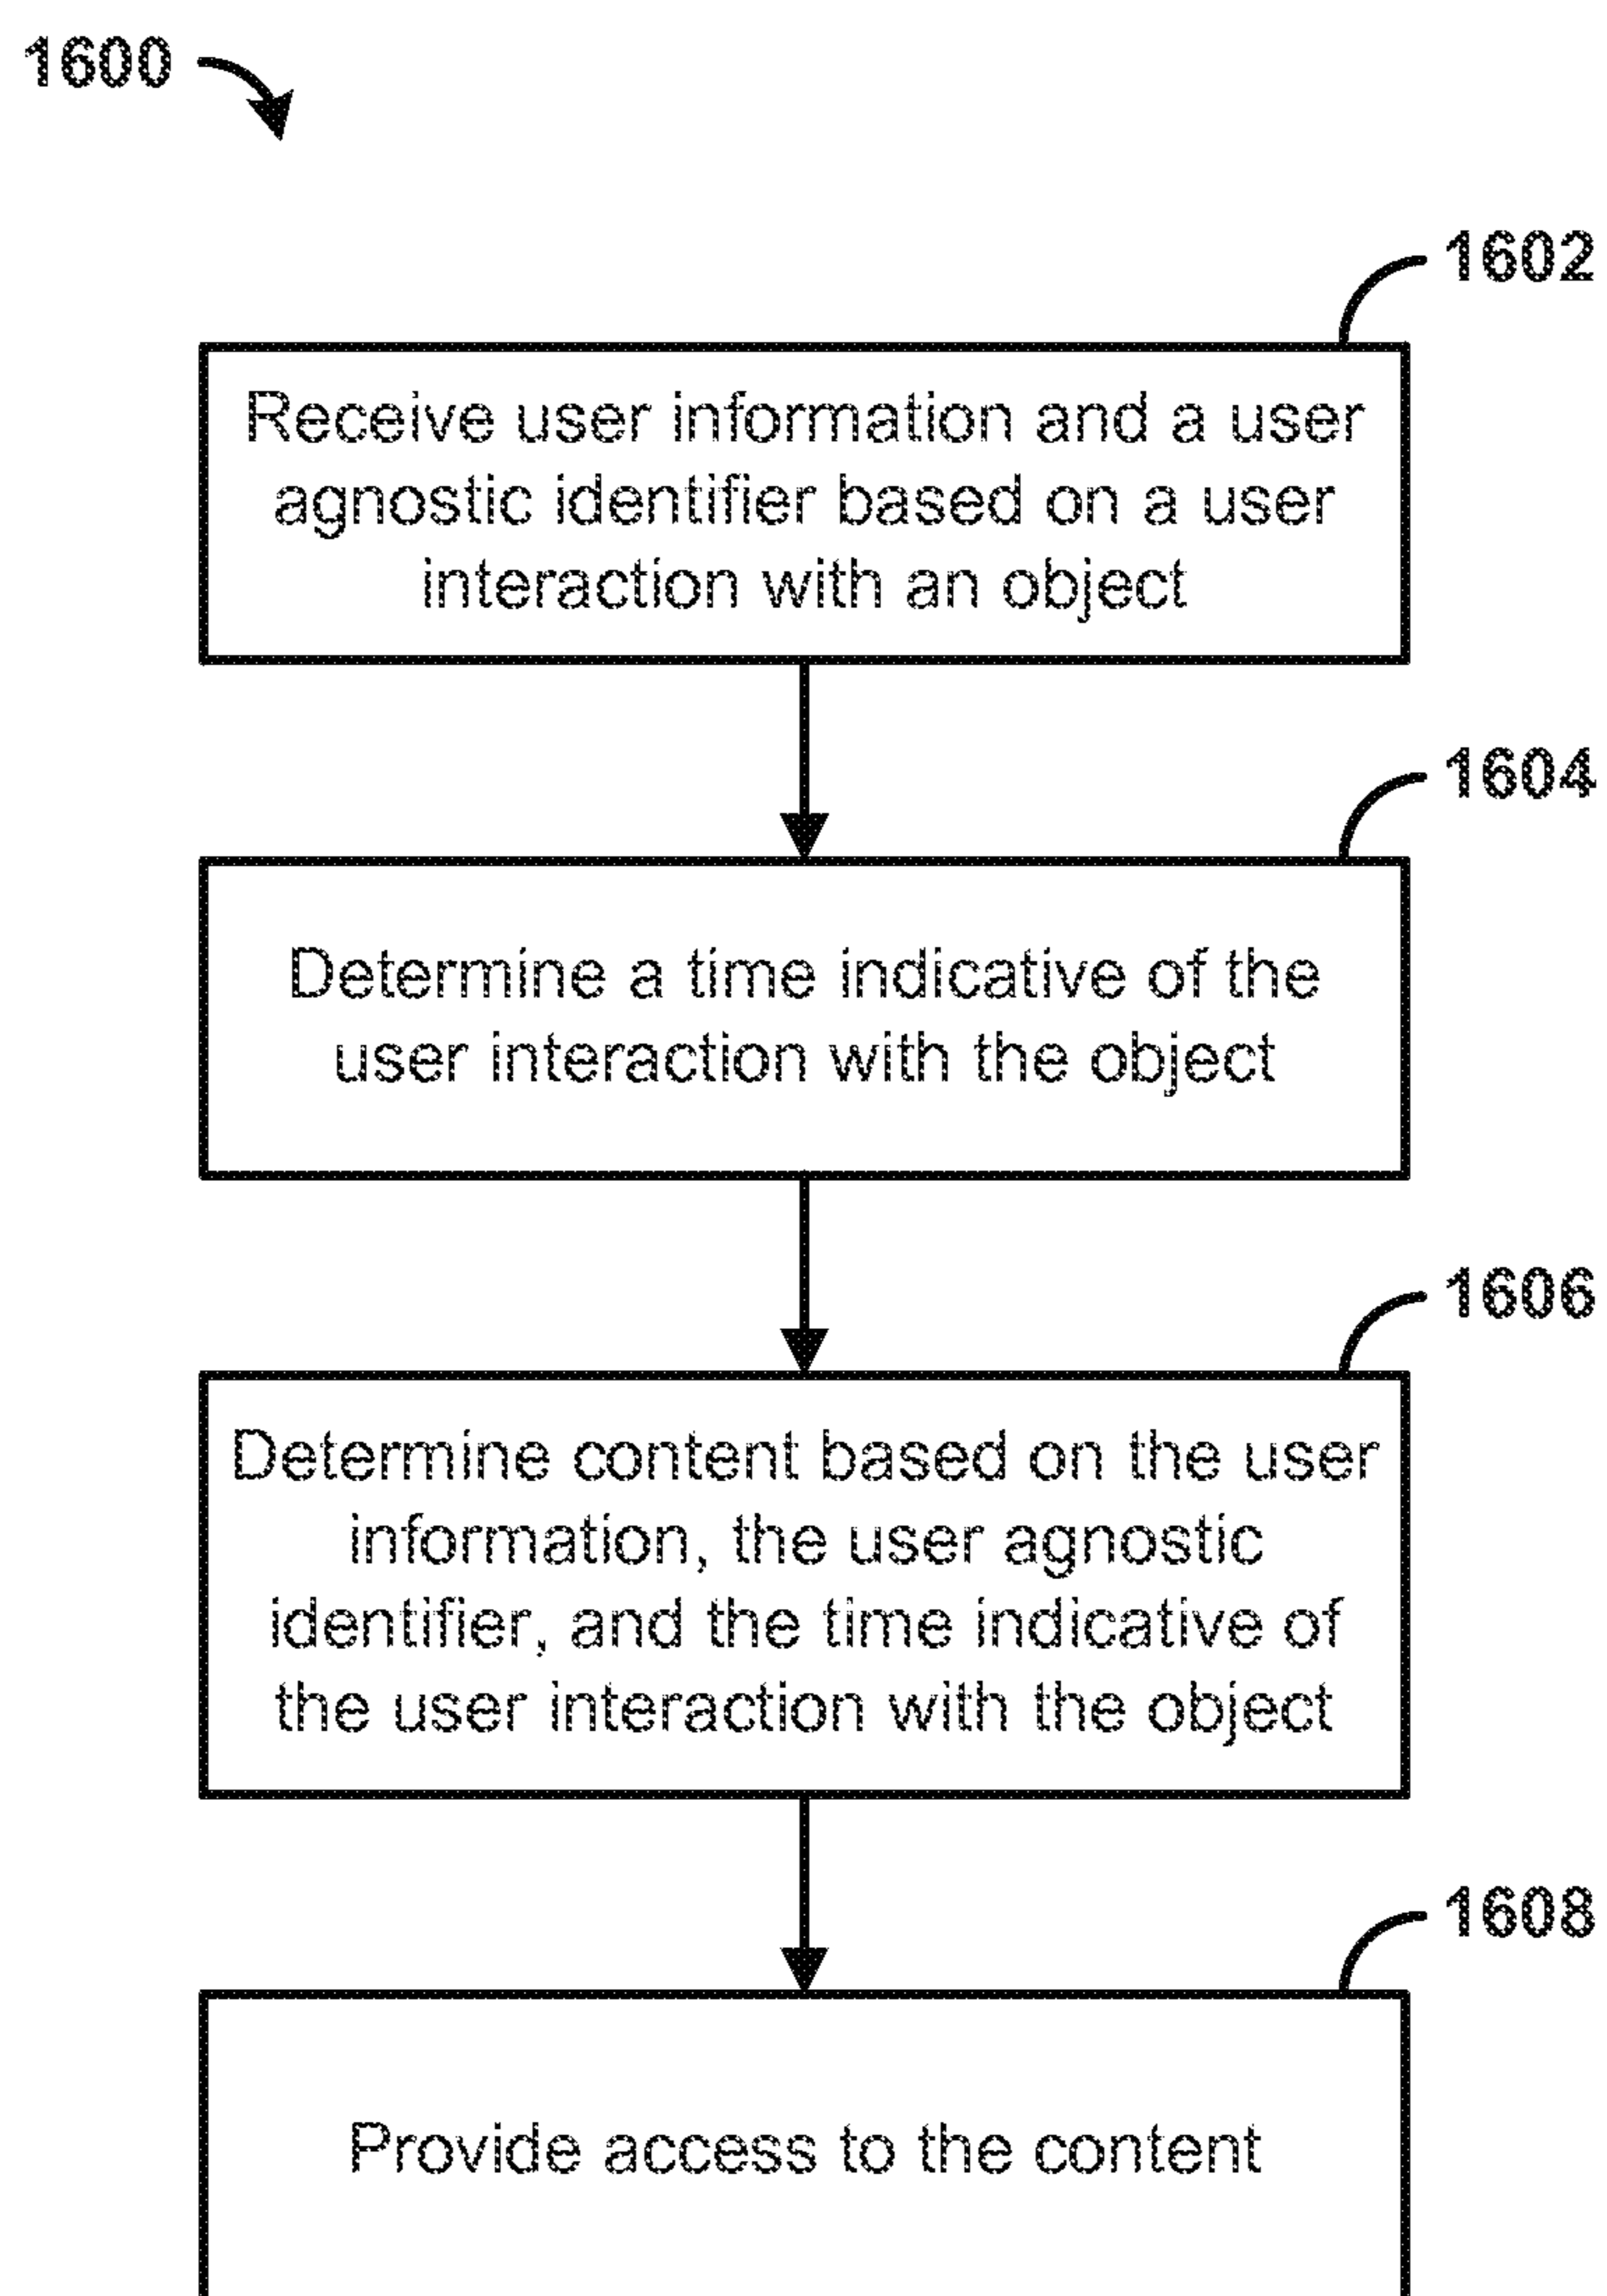 1600
1602
Receive user information and a user
agnostic identifier based on a user
interaction with an object
1604
Determine a time indicative of the
user interaction with the object
1606
Determine content based on the user
information, the user agnostic
identifier, and the time indicative of
the user interaction with the object
1608
Provide access to the content